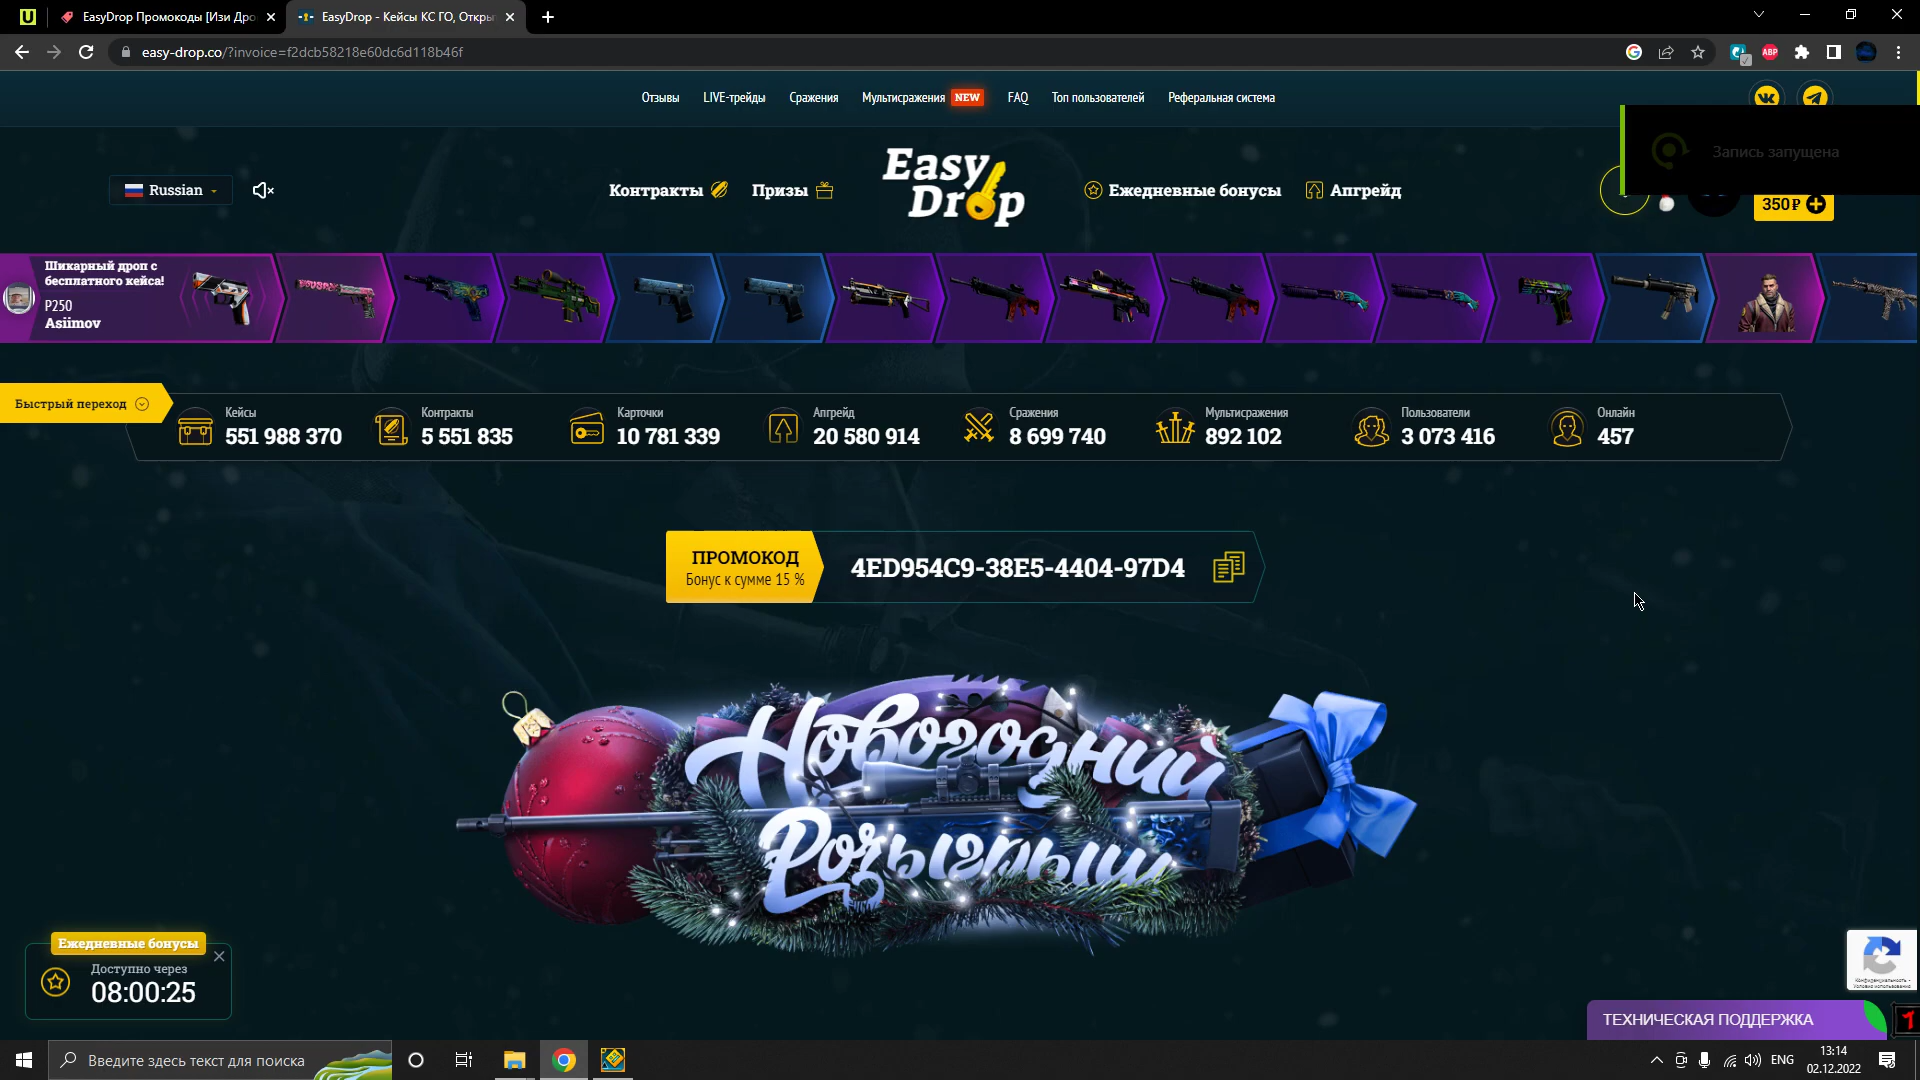 EasyDrop Промокоды [Изи Дро
EasyDrop - Кейсы КС ГО, Откры
easy-drop.co/?invoice=f2dcb58218e60dc6d118b46f
ABP
Отзывы
LIVE-трейды
Сражения
Мультисражения NEW
FAQ
Топ пользователей
Реферальная система
Запись запущена
Russian
Контракты
Призы
Easy Drop
Ежедневные бонусы
Апгрейд
350 ₽
Шикарный дроп с
бесплатного кейса!
P250
Asiimov
Быстрый переход
Кейсы
551 988 370
Контракты
5 551 835
Карточки
10 781 339
Апгрейд
20 580 914
Сражения
8 699 740
Мультисражения
892 102
Пользователи
3 073 416
Онлайн
457
ПРОМОКОД
Бонус к сумме 15 %
4ED954C9-38E5-4404-97D4
Новогодний
Розыгрыш
Ежедневные бонусы
Доступно через
08:00:25
Конфиденциальность -
Условия использования
ТЕХНИЧЕСКАЯ ПОДДЕРЖКА
Введите здесь текст для поиска
ENG
13:14
02.12.2022